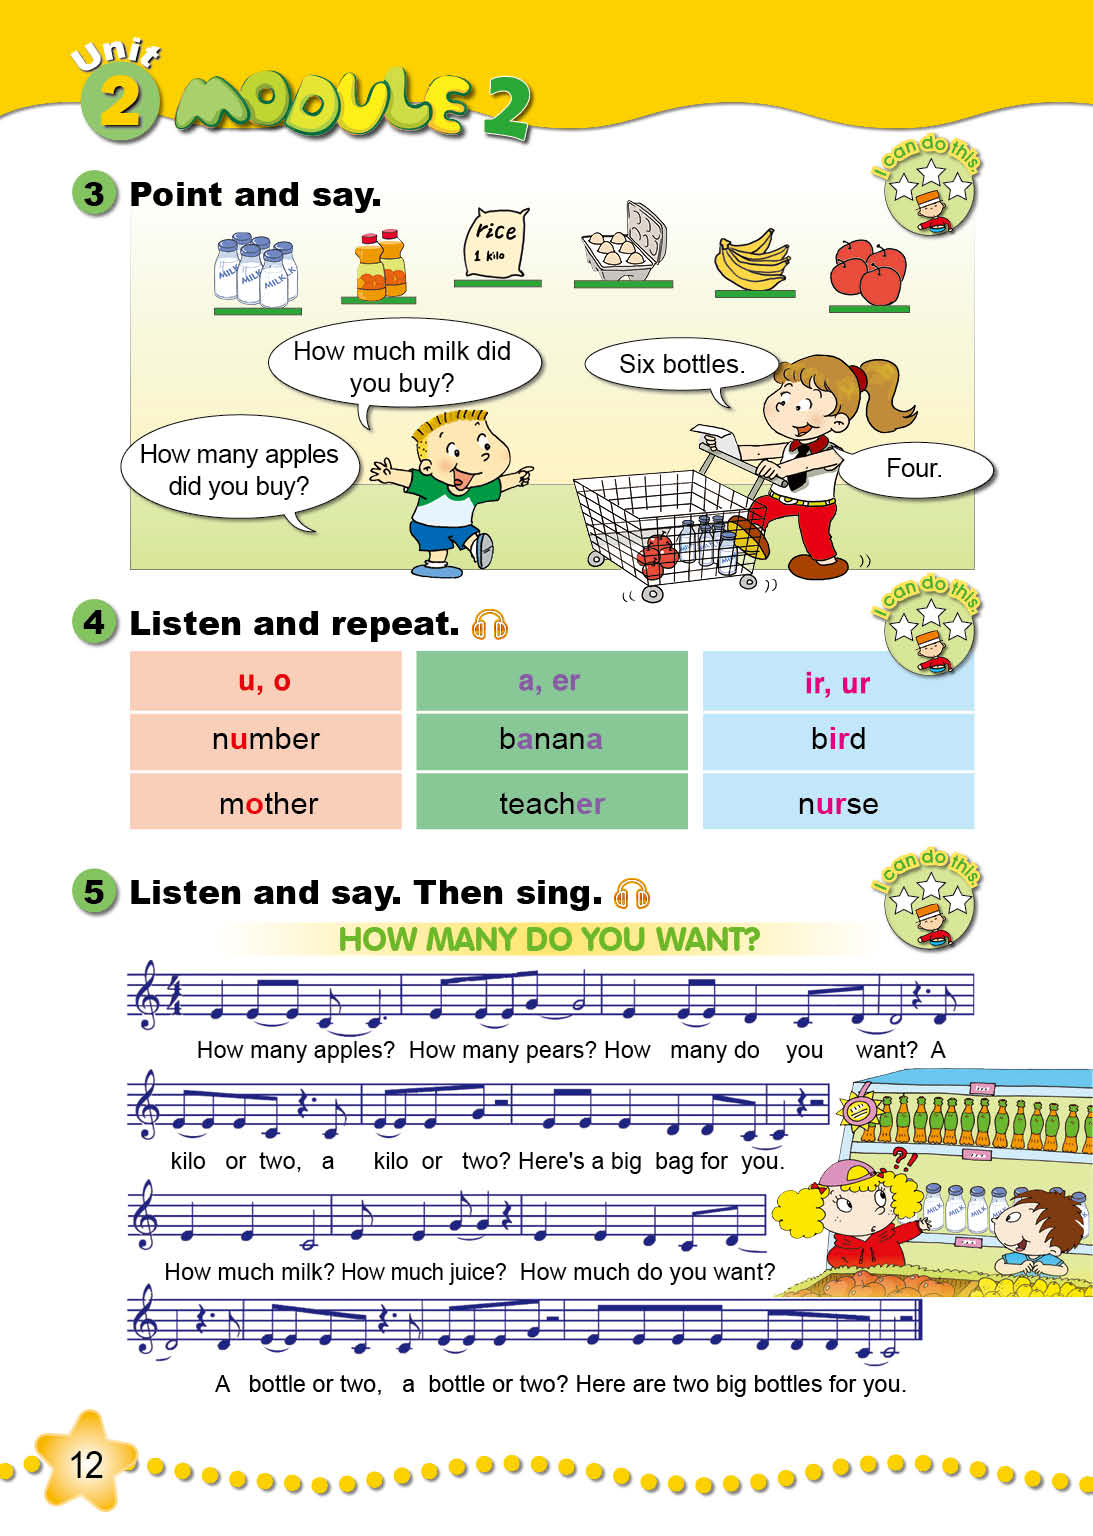 Unit
2 MODULE 2
I can do this.
3 Point and say.
MILK MILK MILK
rice
1 kilo
How much milk did
you buy?
Six bottles.
How many apples
did you buy?
Four.
I can do this.
4 Listen and repeat.
u, o a, er ir, ur
number banana bird
mother teacher nurse
I can do this.
5 Listen and say. Then sing.
HOW MANY DO YOU WANT?
4
4
How many apples? How many pears? How many do you want? A
kilo or two, a kilo or two? Here's a big bag for you.
?!
MILK MILK MILK
How much milk? How much juice? How much do you want?
A bottle or two, a bottle or two? Here are two big bottles for you.
12